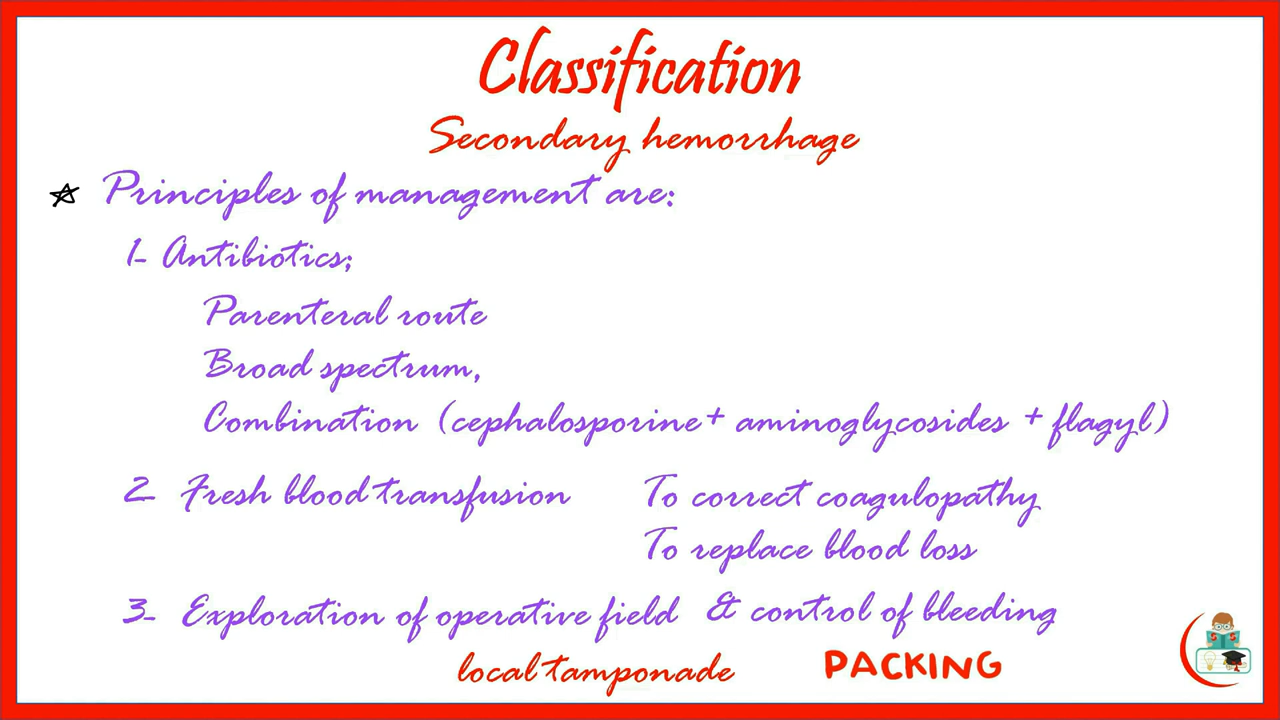 Classification
Secondary hemorrhage
☆ Principles of management are:
1- Antibiotics;
Parenteral route
Broad spectrum,
Combination (cephalosporine+ aminoglycosides + flagyl)
2- Fresh blood transfusion To correct coagulopathy
To replace blood loss
3- Exploration of operative field & control of bleeding
local tamponade PACKING